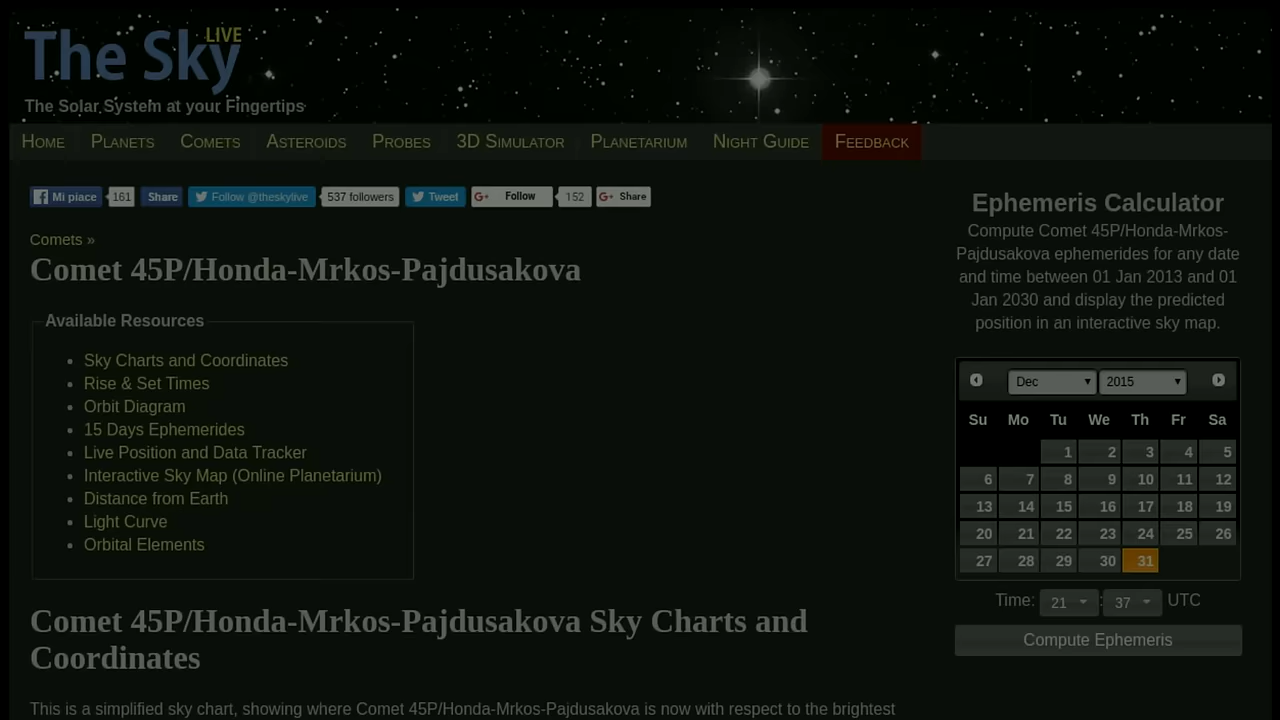 The Sky LIVE
The Solar System at your Fingertips
Home Planets Comets Asteroids Probes 3D Simulator Planetarium Night Guide Feedback
Mi piace 161 Share Follow @theskylive 537 followers Tweet G+ Follow 152 G+ Share
Comets »
Comet 45P/Honda-Mrkos-Pajdusakova
Available Resources
Sky Charts and Coordinates
Rise & Set Times
Orbit Diagram
15 Days Ephemerides
Live Position and Data Tracker
Interactive Sky Map (Online Planetarium)
Distance from Earth
Light Curve
Orbital Elements
Comet 45P/Honda-Mrkos-Pajdusakova Sky Charts and
Coordinates
This is a simplified sky chart, showing where Comet 45P/Honda-Mrkos-Pajdusakova is now with respect to the brightest
Ephemeris Calculator
Compute Comet 45P/Honda-Mrkos-
Pajdusakova ephemerides for any date
and time between 01 Jan 2013 and 01
Jan 2030 and display the predicted
position in an interactive sky map.
Dec 2015
Su Mo Tu We Th Fr Sa
1 2 3 4 5
6 7 8 9 10 11 12
13 14 15 16 17 18 19
20 21 22 23 24 25 26
27 28 29 30 31
Time: 21 : 37 UTC
Compute Ephemeris